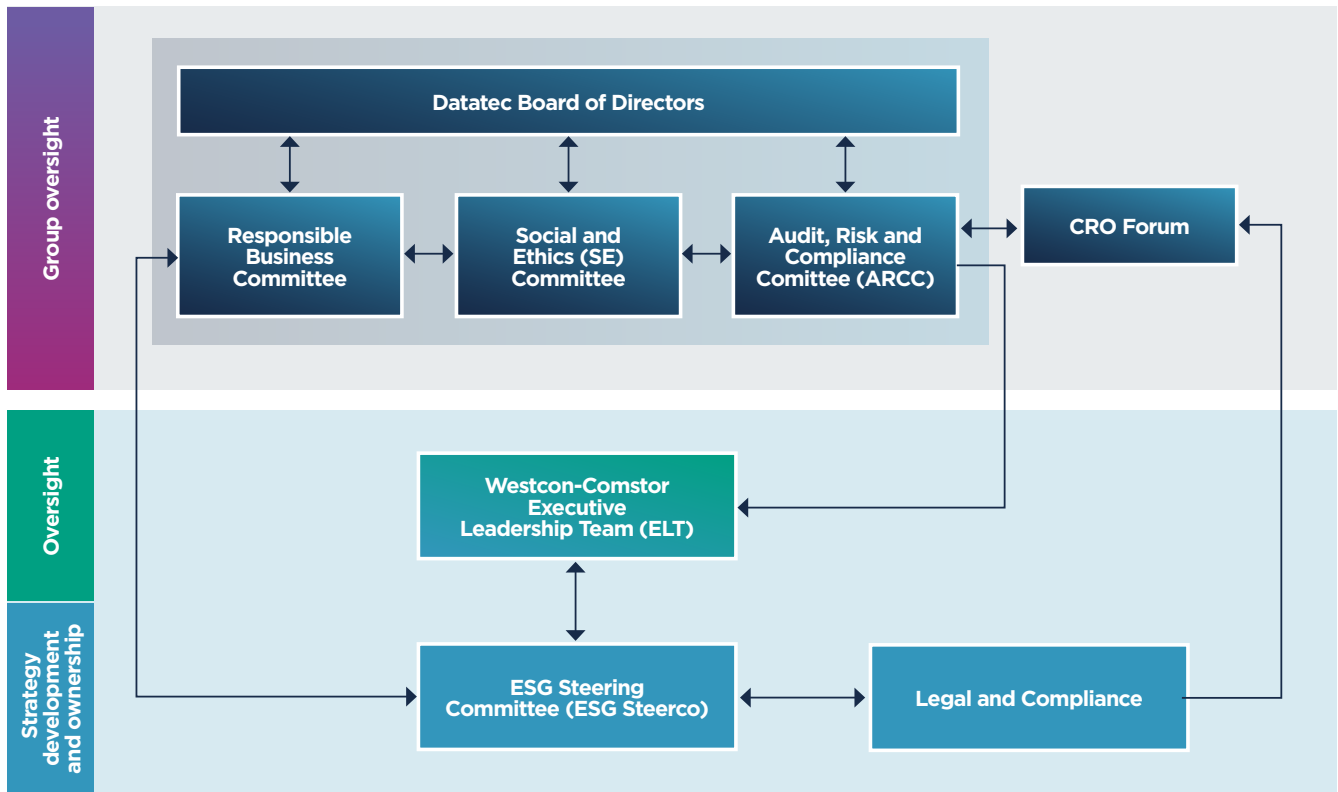 Group oversight
Datatec Board of Directors
Responsible
Business
Committee
Social and
Ethics (SE)
Committee
Audit, Risk and
Compliance
Comittee (ARCC)
CRO Forum
Oversight
Westcon-Comstor
Executive
Leadership Team (ELT)
Strategy
development
and ownership
ESG Steering
Committee (ESG Steerco)
Legal and Compliance